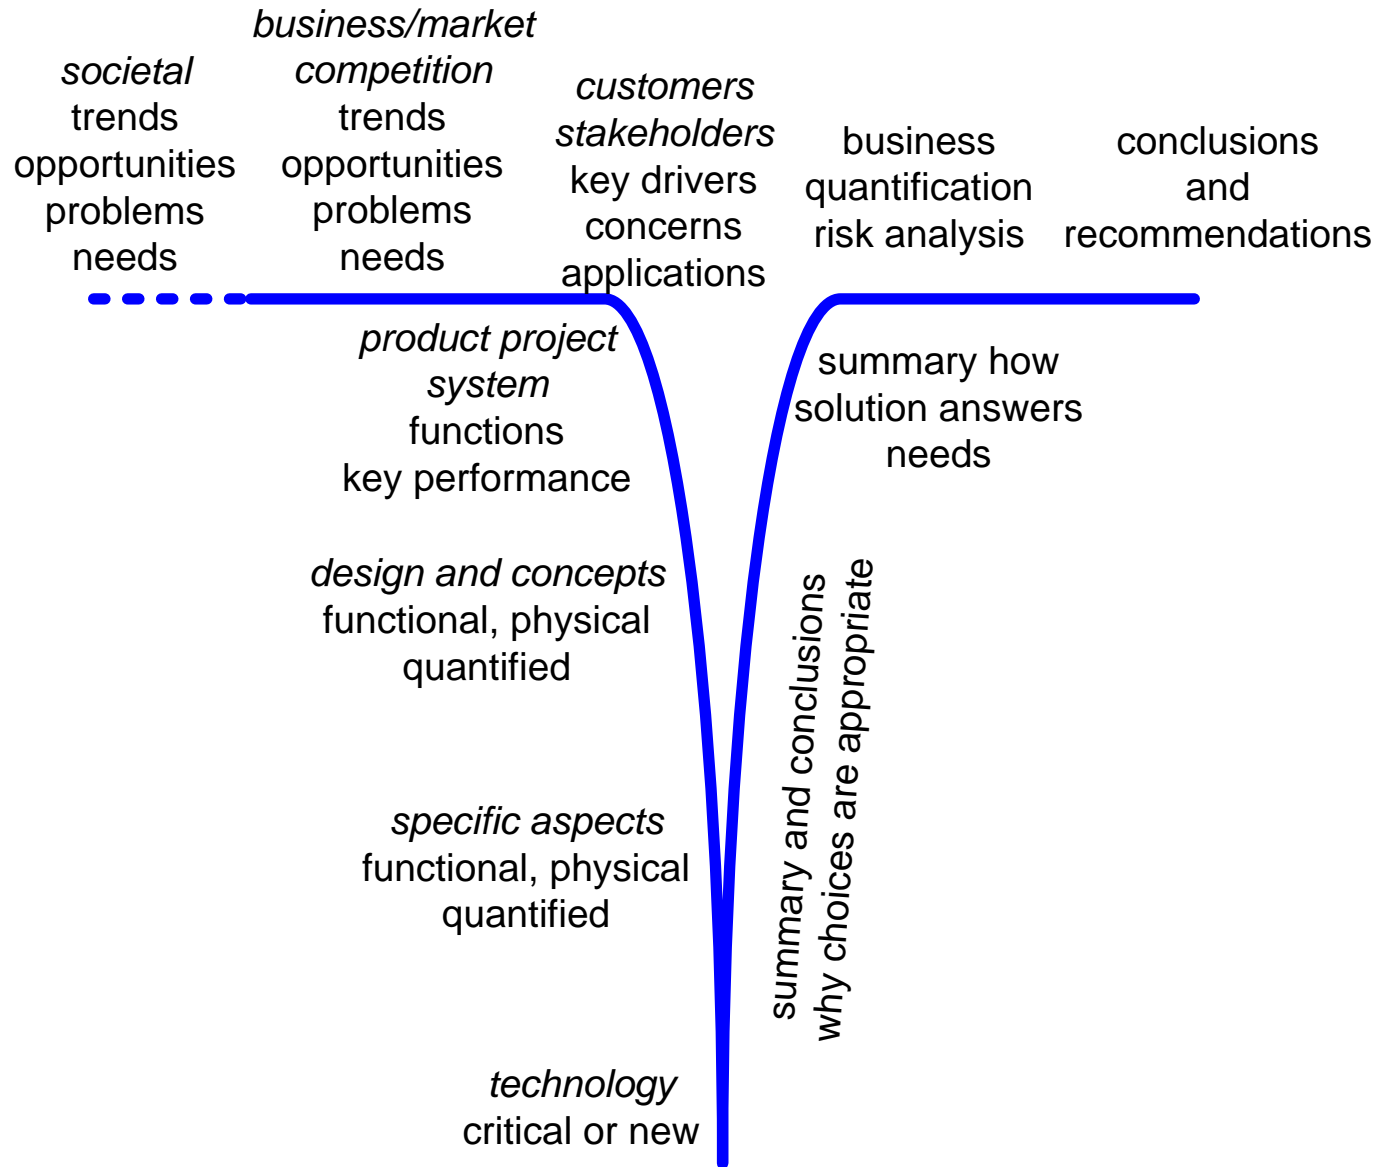 societal
trends
opportunities
problems
needs
business/market
competition
trends
opportunities
problems
needs
customers
stakeholders
key drivers
concerns
applications
business
quantification
risk analysis
conclusions
and
recommendations
product project
system
functions
key performance
design and concepts
functional, physical
quantified
specific aspects
functional, physical
quantified
technology
critical or new
summary and conclusions
why choices are appropriate
summary how
solution answers
needs